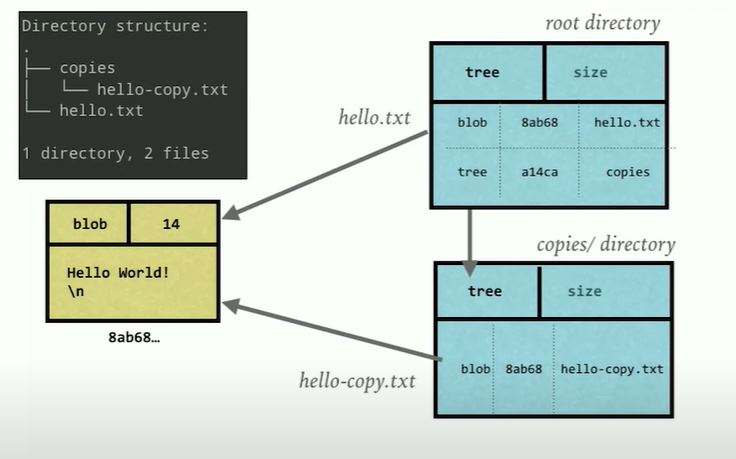 Directory structure:
.
├── copies
│   └── hello-copy.txt
└── hello.txt
1 directory, 2 files
root directory
tree size
blob 8ab68 hello.txt
tree a14ca copies
hello.txt
blob 14
Hello World!
\n
8ab68…
copies/ directory
tree size
blob 8ab68 hello-copy.txt
hello-copy.txt